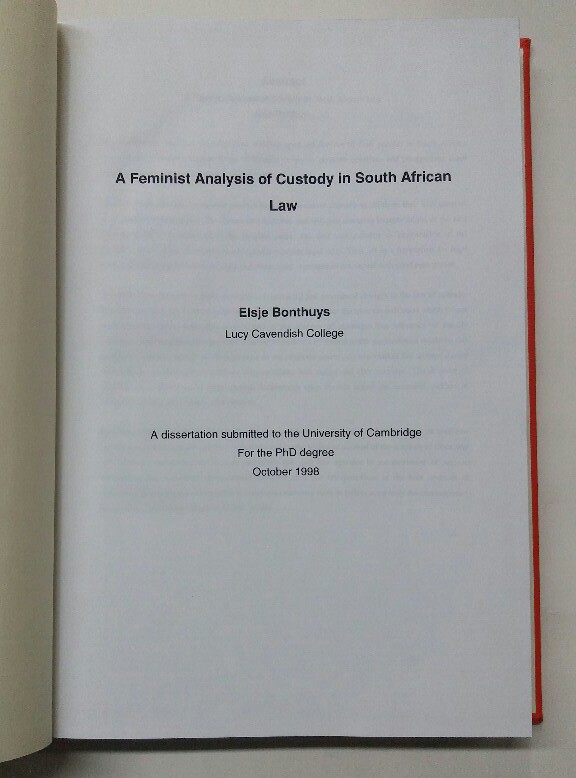 A Feminist Analysis of Custody in South African
Law
Elsje Bonthuys
Lucy Cavendish College
A dissertation submitted to the University of Cambridge
For the PhD degree
October 1998